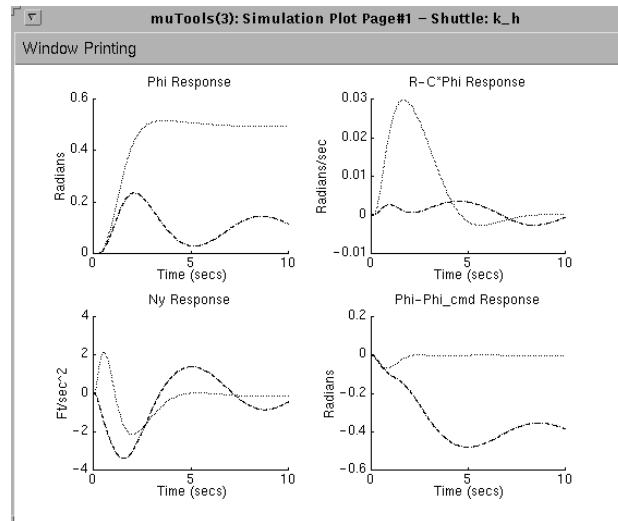 muTools(3): Simulation Plot Page#1 – Shuttle: k_h
Window Printing
Phi Response
0.6
0.4
0.2
0
Radians
0
5
10
Time (secs)
R-C*Phi Response
0.03
0.02
0.01
0
-0.01
Radians/sec
0
5
10
Time (secs)
Ny Response
4
2
0
-2
-4
Ft/sec^2
0
5
10
Time (secs)
Phi-Phi_cmd Response
0.2
0
-0.2
-0.4
-0.6
Radians
0
5
10
Time (secs)